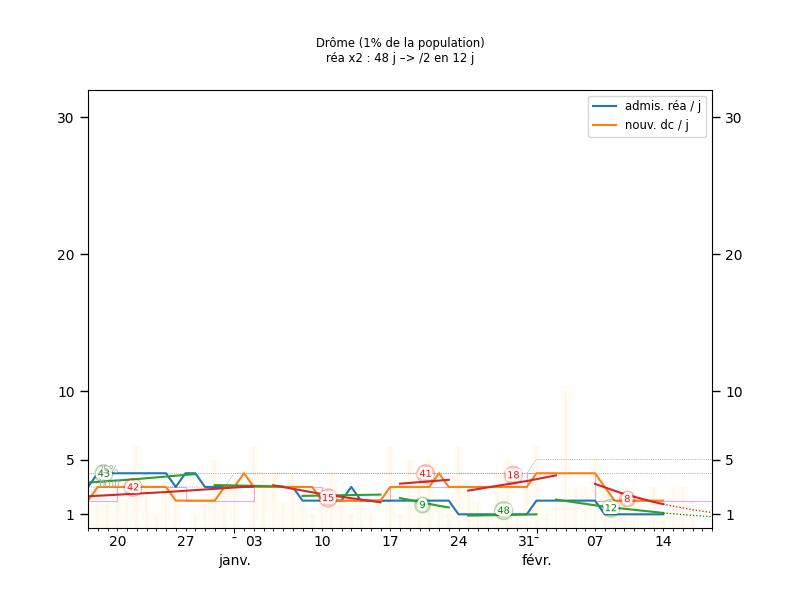 Drôme (1% de la population)
réa x2 : 48 j –> /2 en 12 j
admis. réa / j
nouv. dc / j
30 30
20 20
10 10
5 5
1 1
43
42
15
41
9
18
48
12
8
20 27 03 10 17 24 31 07 14
janv. févr.